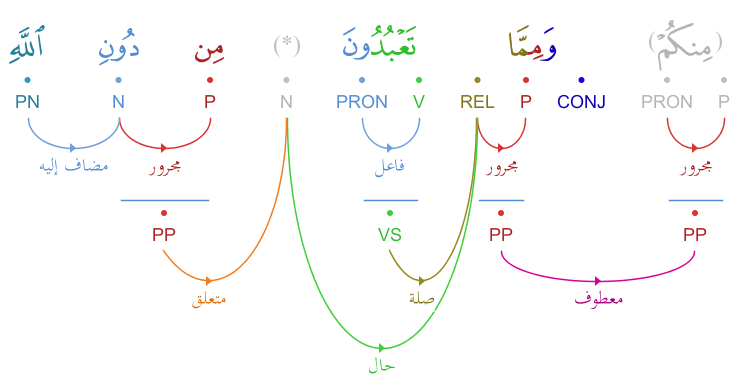 (مِنكُمْ) وَمِمَّا تَعْبُدُونَ (*) مِن دُونِ ٱللَّهِ
PN N P N PRON V REL P CONJ PRON P
مضاف إليه مجرور فاعل مجرور مجرور
PP VS PP PP
متعلق صلة معطوف
حال